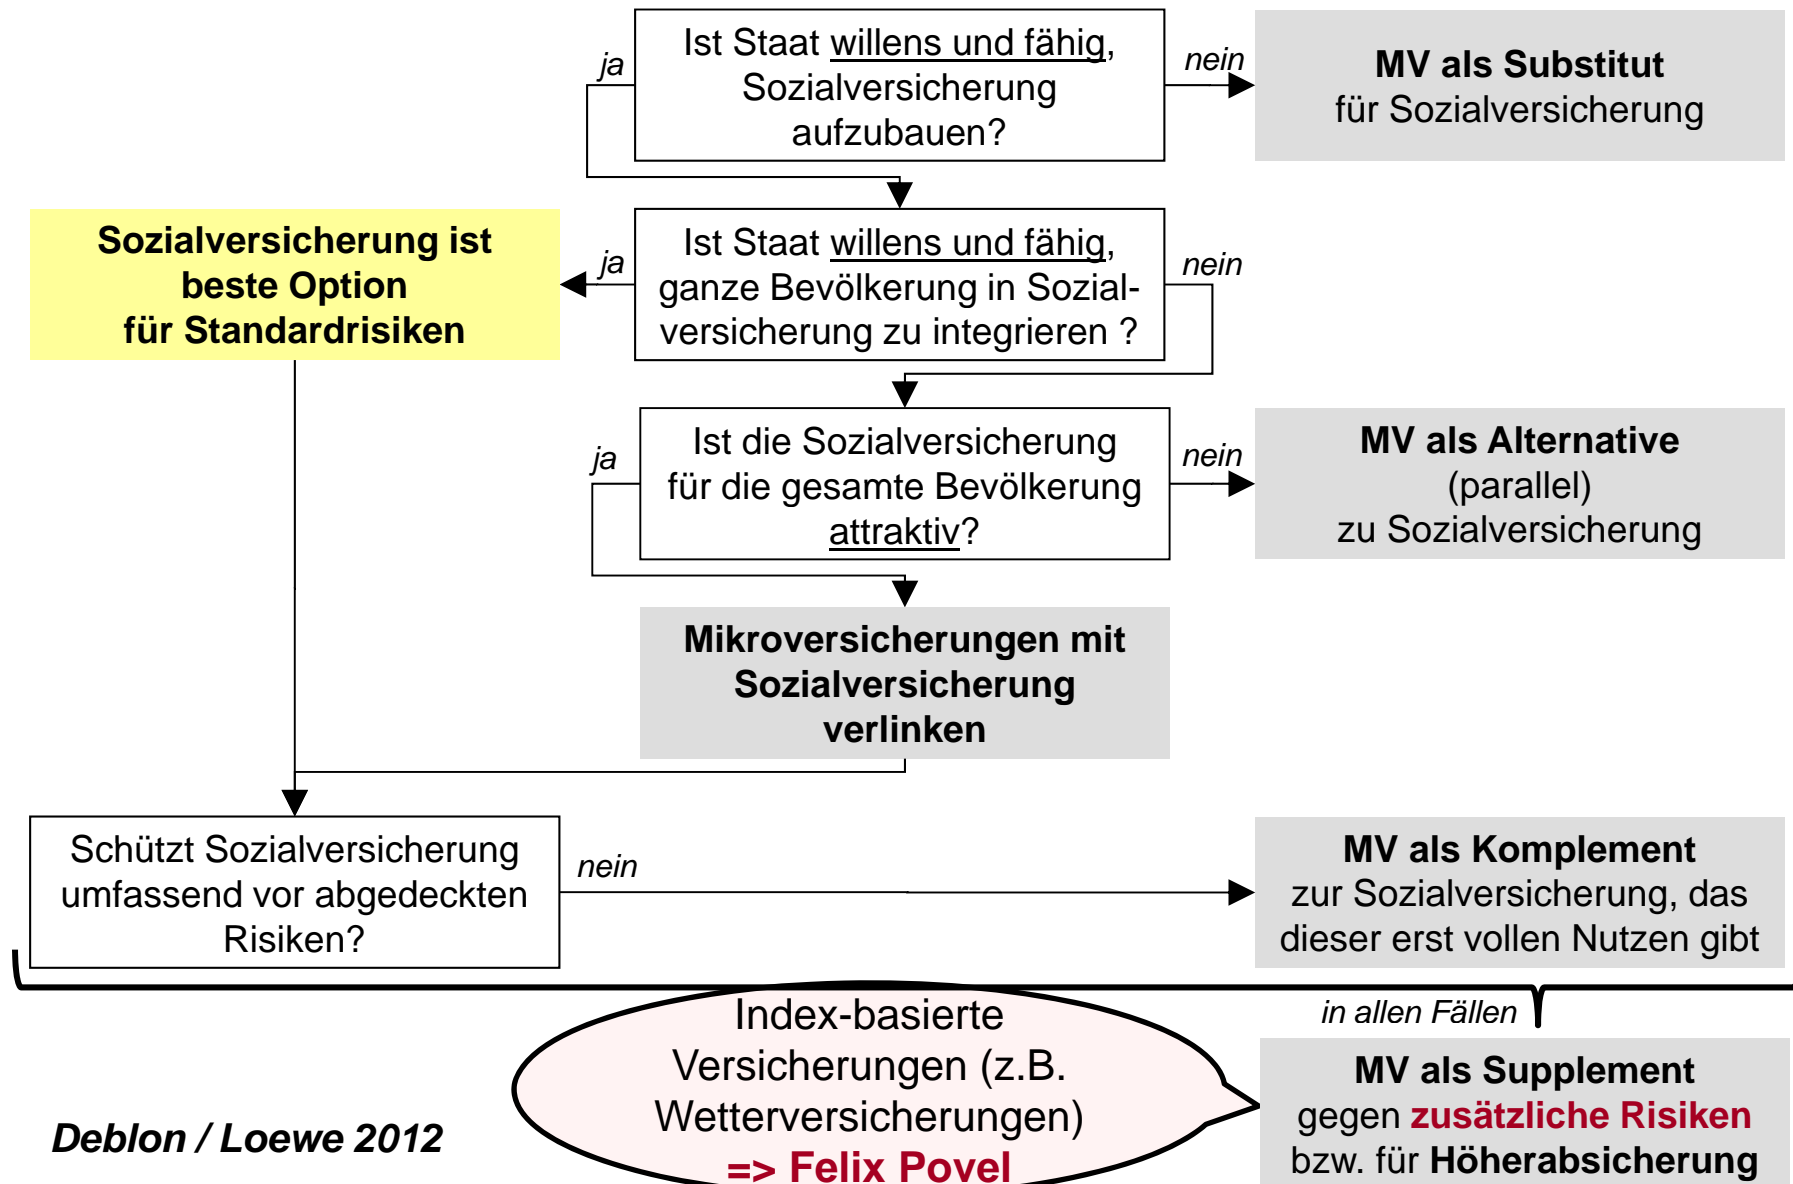 Ist Staat willens und fähig,
Sozialversicherung
aufzubauen?
ja
nein
MV als Substitut
für Sozialversicherung
Sozialversicherung ist
beste Option
für Standardrisiken
ja
Ist Staat willens und fähig,
ganze Bevölkerung in Sozial-
versicherung zu integrieren ?
nein
ja
Ist die Sozialversicherung
für die gesamte Bevölkerung
attraktiv?
nein
MV als Alternative
(parallel)
zu Sozialversicherung
Mikroversicherungen mit
Sozialversicherung
verlinken
Schützt Sozialversicherung
umfassend vor abgedeckten
Risiken?
nein
MV als Komplement
zur Sozialversicherung, das
dieser erst vollen Nutzen gibt
in allen Fällen
Index-basierte
Versicherungen (z.B.
Wetterversicherungen)
=> Felix Povel
MV als Supplement
gegen zusätzliche Risiken
bzw. für Höherabsicherung
Deblon / Loewe 2012